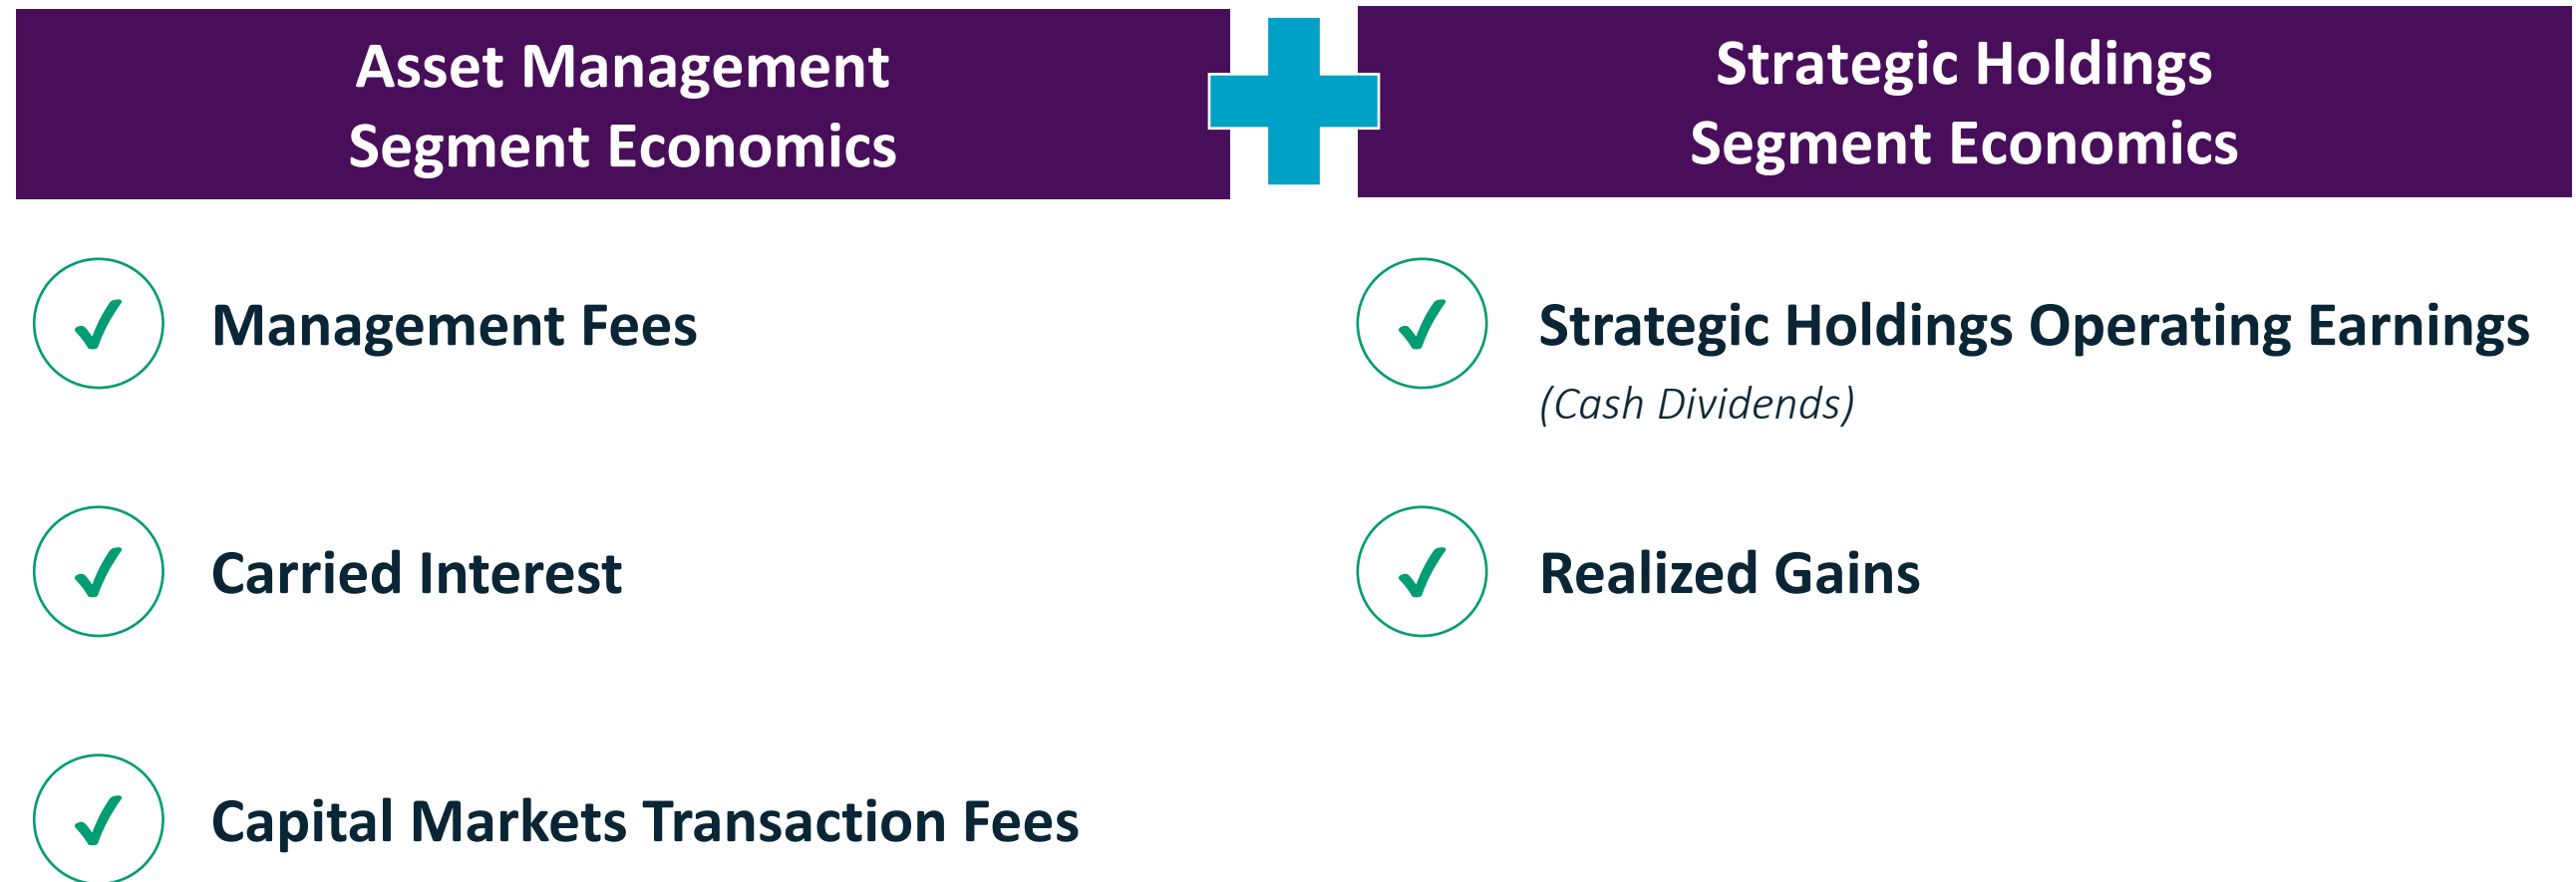 Asset Management
Segment Economics
Strategic Holdings
Segment Economics
Management Fees
Carried Interest
Capital Markets Transaction Fees
Strategic Holdings Operating Earnings
(Cash Dividends)
Realized Gains